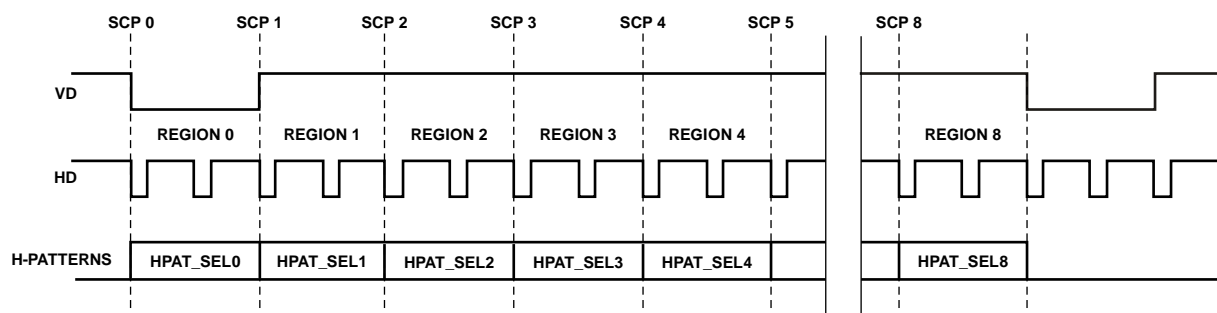 SCP 0 SCP 1 SCP 2 SCP 3 SCP 4 SCP 5 SCP 8
VD
REGION 0 REGION 1 REGION 2 REGION 3 REGION 4 REGION 8
HD
H-PATTERNS HPAT_SEL0 HPAT_SEL1 HPAT_SEL2 HPAT_SEL3 HPAT_SEL4 HPAT_SEL8